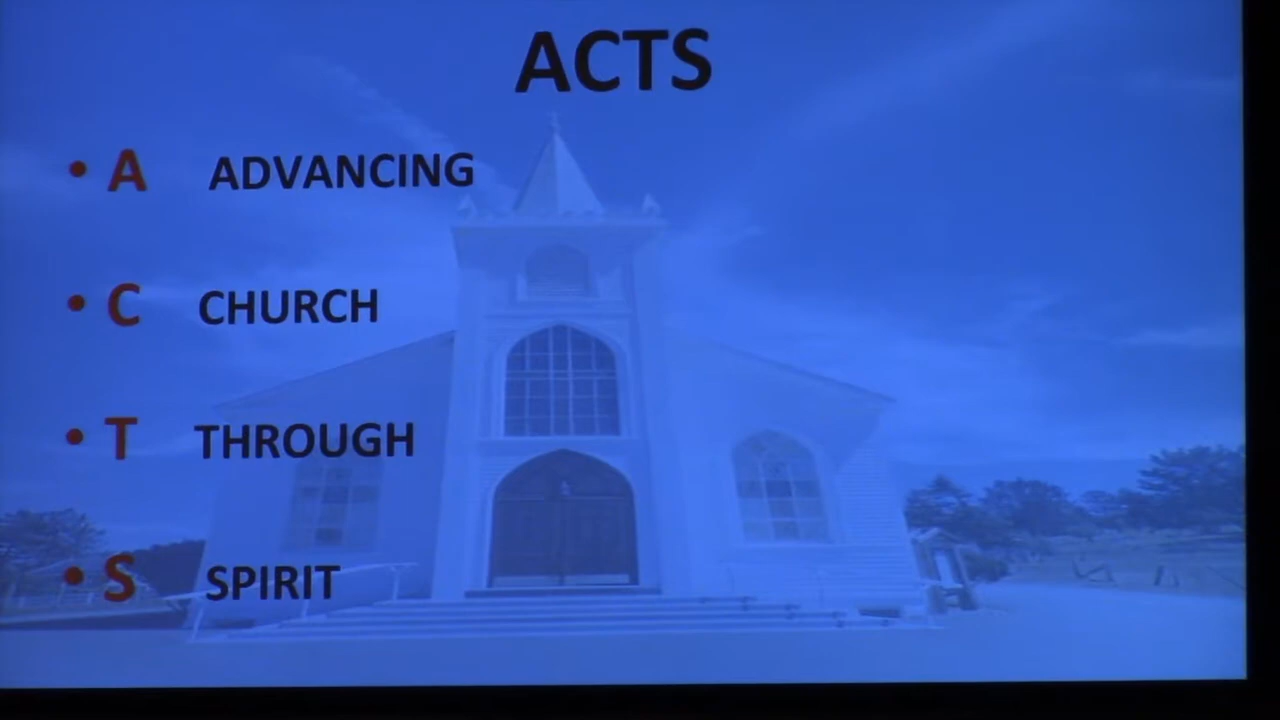 ACTS
• A ADVANCING
• C CHURCH
• T THROUGH
• S SPIRIT